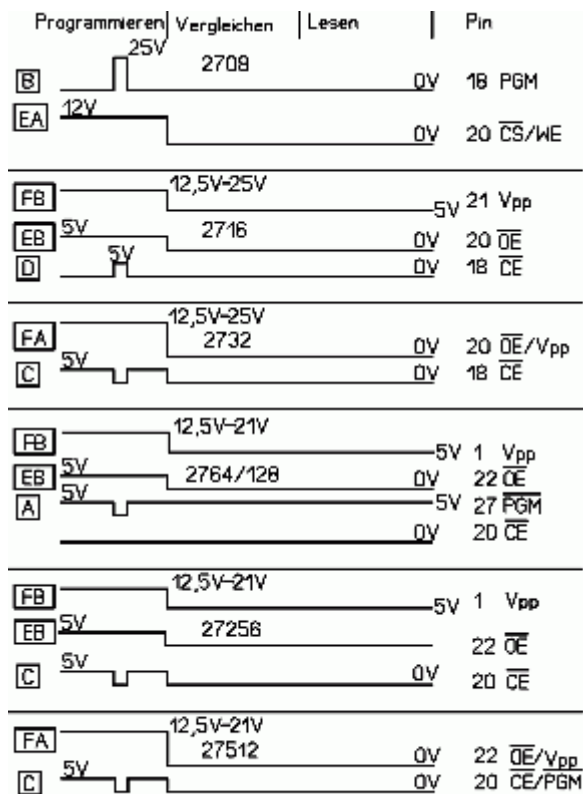 Programmieren Vergleichen Lesen Pin
25V
2708
B 0V 18 PGM
EA 12V
0V 20 CS/WE
FB 12,5V-25V
5V 21 Vpp
EB 5V 2716 0V 20 OE
D 5V 0V 18 CE
12,5V-25V
FA 2732 0V 20 OE/Vpp
C 5V 0V 18 CE
12,5V-21V
FB 5V 1 Vpp
EB 5V 2764/128 0V 22 OE
A 5V 5V 27 PGM
0V 20 CE
12,5V-21V
FB 5V 1 Vpp
EB 5V 27256
22 OE
C 5V 0V 20 CE
12,5V-21V
FA 27512 0V 22 OE/Vpp
C 5V 0V 20 CE/PGM